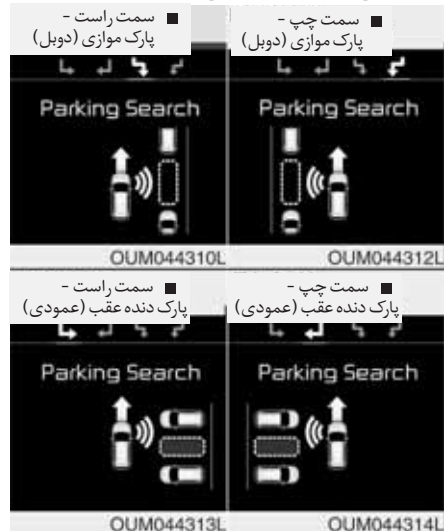 ■ سمت راست -
پارک موازی (دوبل)
■ سمت چپ -
پارک موازی (دوبل)
Parking Search
Parking Search
OUM044310L
OUM044312L
■ سمت راست -
پارک دنده عقب (عمودی)
■ سمت چپ -
پارک دنده عقب (عمودی)
Parking Search
Parking Search
OUM044313L
OUM044314L